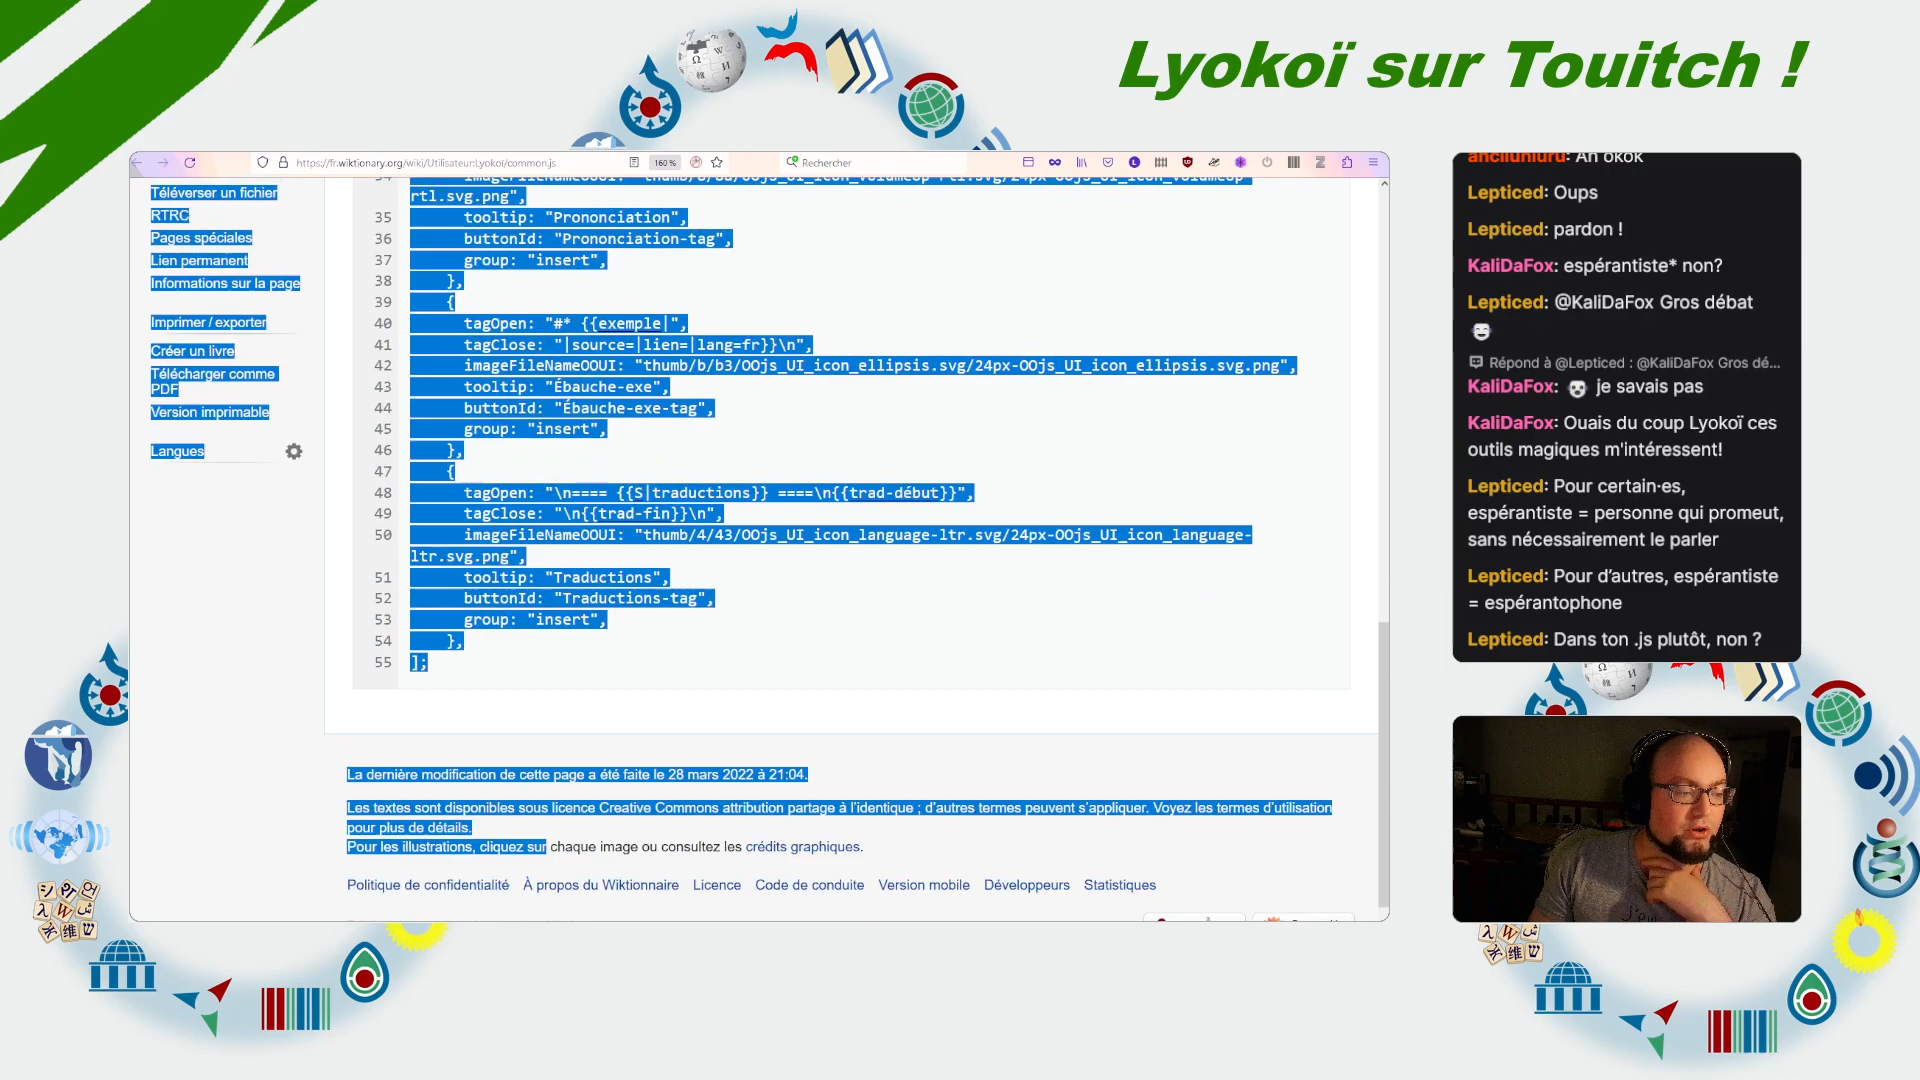 Lyokoï sur Touitch !
https://fr.wiktionary.org/wiki/Utilisateur:Lyokoï/common.js
160 %
Rechercher
Téléverser un fichier
RTRC
Pages spéciales
Lien permanent
Informations sur la page
Imprimer / exporter
Créer un livre
Télécharger comme
PDF
Version imprimable
Langues
rtl.svg.png",
35 tooltip: "Prononciation",
36 buttonId: "Prononciation-tag",
37 group: "insert",
38 },
39 {
40 tagOpen: "#* {{exemple|",
41 tagClose: "|source=|lien=|lang=fr}}\n",
42 imageFileNameOOUI: "thumb/b/b3/OOjs_UI_icon_ellipsis.svg/24px-OOjs_UI_icon_ellipsis.svg.png",
43 tooltip: "Ébauche-exe",
44 buttonId: "Ébauche-exe-tag",
45 group: "insert",
46 },
47 {
48 tagOpen: "\n==== {{S|traductions}} ====\n{{trad-début}}",
49 tagClose: "\n{{trad-fin}}\n",
50 imageFileNameOOUI: "thumb/4/43/OOjs_UI_icon_language-ltr.svg/24px-OOjs_UI_icon_language-
ltr.svg.png",
51 tooltip: "Traductions",
52 buttonId: "Traductions-tag",
53 group: "insert",
54 },
55 ];
La dernière modification de cette page a été faite le 28 mars 2022 à 21:04.
Les textes sont disponibles sous licence Creative Commons attribution partage à l'identique ; d'autres termes peuvent s'appliquer. Voyez les termes d'utilisation
pour plus de détails.
Pour les illustrations, cliquez sur chaque image ou consultez les crédits graphiques.
Politique de confidentialité À propos du Wiktionnaire Licence Code de conduite Version mobile Développeurs Statistiques
anciluniuru: Ah okok
Lepticed: Oups
Lepticed: pardon !
KaliDaFox: espérantiste* non?
Lepticed: @KaliDaFox Gros débat
Répond à @Lepticed : @KaliDaFox Gros dé...
KaliDaFox: je savais pas
KaliDaFox: Ouais du coup Lyokoï ces
outils magiques m'intéressent!
Lepticed: Pour certain·es,
espérantiste = personne qui promeut,
sans nécessairement le parler
Lepticed: Pour d'autres, espérantiste
= espérantophone
Lepticed: Dans ton .js plutôt, non ?